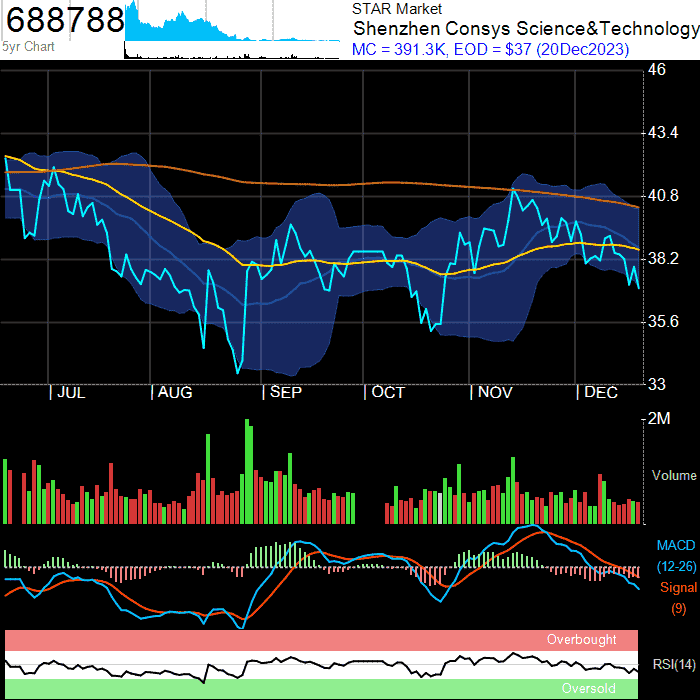 688788
5yr Chart
STAR Market
Shenzhen Consys Science&Technology
MC = 391.3K, EOD = $37 (20Dec2023)
46
43.4
40.8
38.2
35.6
33
| JUL | AUG | SEP | OCT | NOV | DEC
2M
Volume
MACD
(12-26)
Signal
(9)
Overbought
RSI(14)
Oversold